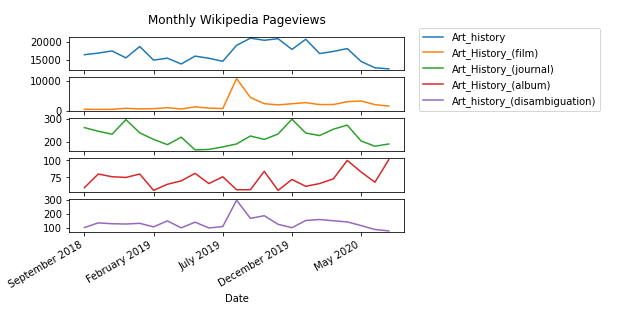 Monthly Wikipedia Pageviews
20000
15000
10000
0
300
200
100
75
300
200
100
September 2018
February 2019
July 2019
December 2019
May 2020
Date
Art_history
Art_History_(film)
Art_History_(journal)
Art_History_(album)
Art_history_(disambiguation)